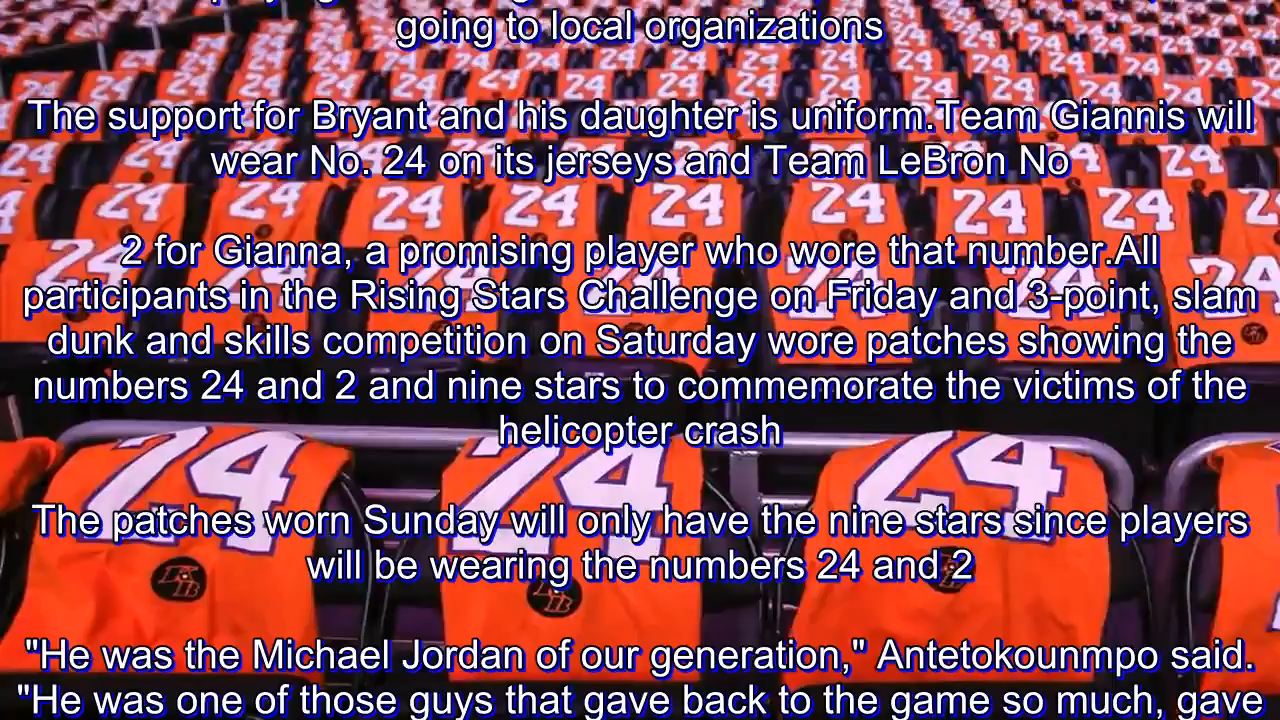 going to local organizations
The support for Bryant and his daughter is uniform.Team Giannis will
wear No. 24 on its jerseys and Team LeBron No
2 for Gianna, a promising player who wore that number.All
participants in the Rising Stars Challenge on Friday and 3-point, slam
dunk and skills competition on Saturday wore patches showing the
numbers 24 and 2 and nine stars to commemorate the victims of the
helicopter crash
The patches worn Sunday will only have the nine stars since players
will be wearing the numbers 24 and 2
"He was the Michael Jordan of our generation," Antetokounmpo said.
"He was one of those guys that gave back to the game so much, gave
24 24 24
KB KB